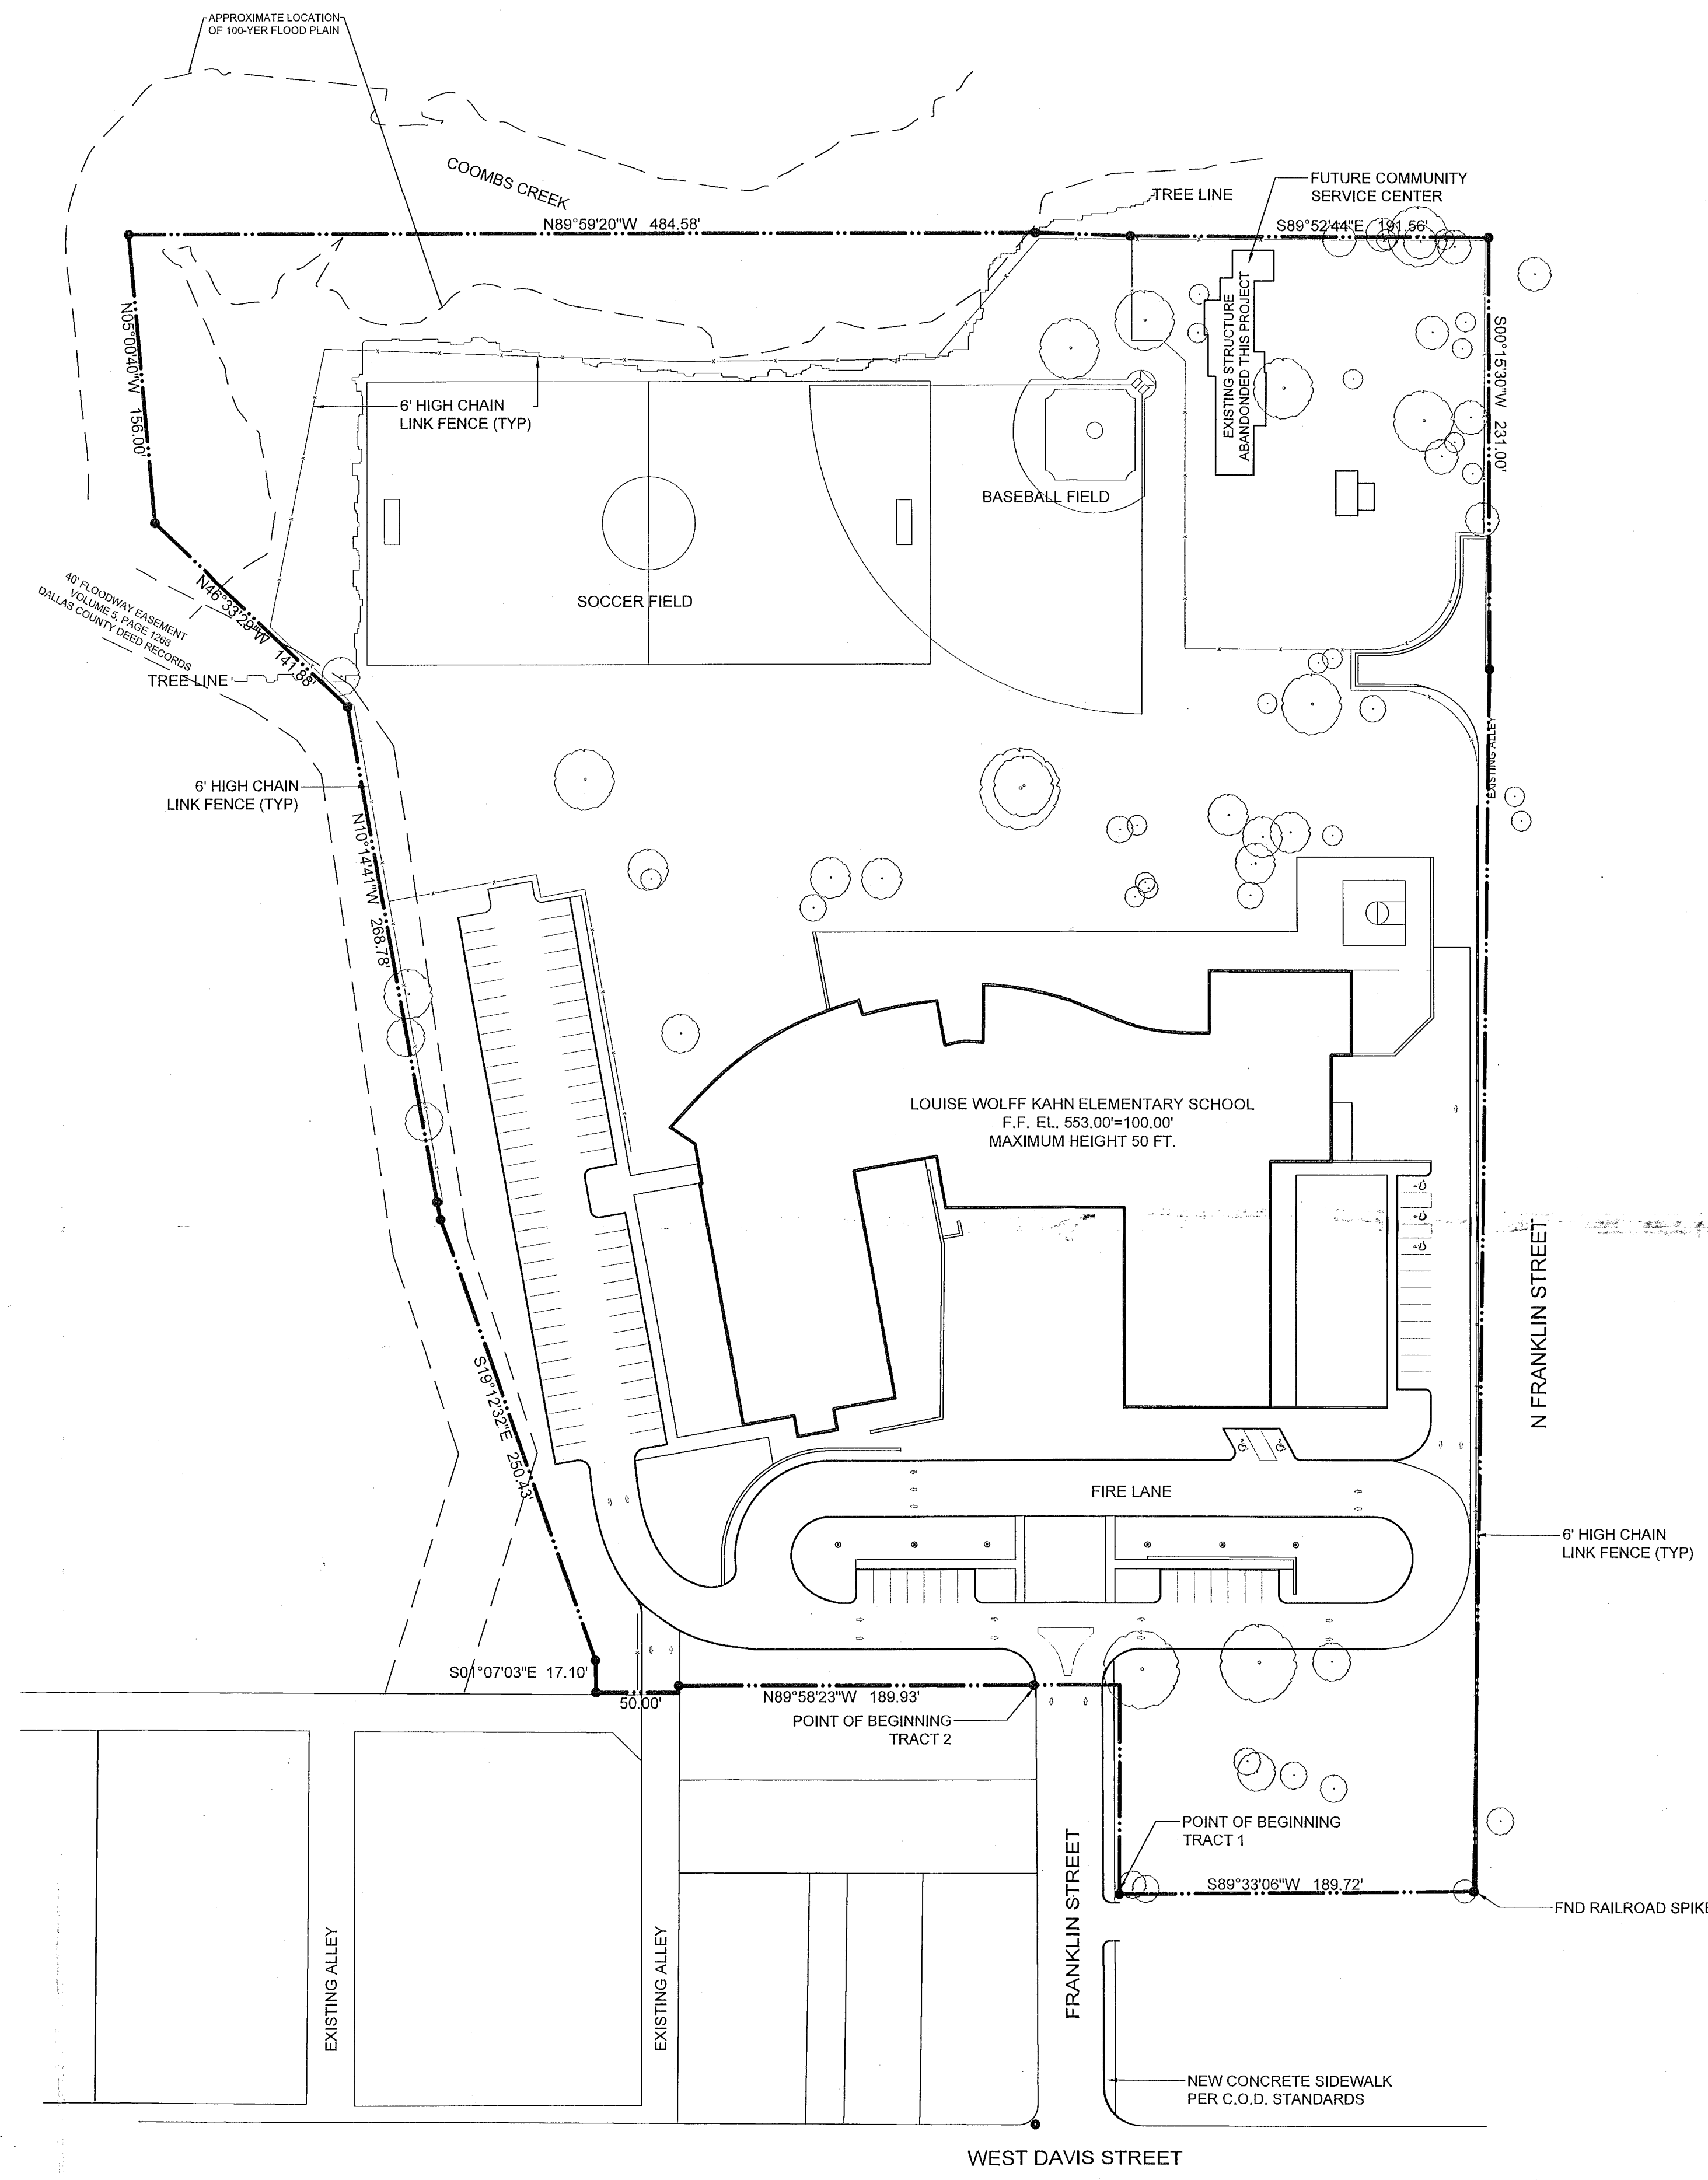 APPROXIMATE LOCATION
OF 100-YER FLOOD PLAIN
COOMBS CREEK
TREE LINE
FUTURE COMMUNITY
SERVICE CENTER
N89°59'20"W 484.58'
S89°52'44"E 191.56'
N05°00'40"W 156.00'
EXISTING STRUCTURE
ABANDONDED THIS PROJECT
S00°15'30"W 231.00'
6' HIGH CHAIN
LINK FENCE (TYP)
BASEBALL FIELD
SOCCER FIELD
40' FLOODWAY EASEMENT
VOLUME 5, PAGE 1268
DALLAS COUNTY DEED RECORDS
N46°33'29"W 141.88'
TREE LINE
EXISTING ALLEY
6' HIGH CHAIN
LINK FENCE (TYP)
N10°14'41"W 268.78'
LOUISE WOLFF KAHN ELEMENTARY SCHOOL
F.F. EL. 553.00'=100.00'
MAXIMUM HEIGHT 50 FT.
N FRANKLIN STREET
S19°12'32"E 250.43'
FIRE LANE
6' HIGH CHAIN
LINK FENCE (TYP)
S01°07'03"E 17.10'
50.00'
N89°58'23"W 189.93'
POINT OF BEGINNING
TRACT 2
POINT OF BEGINNING
TRACT 1
S89°33'06"W 189.72'
FND RAILROAD SPIKE
FRANKLIN STREET
EXISTING ALLEY
EXISTING ALLEY
NEW CONCRETE SIDEWALK
PER C.O.D. STANDARDS
WEST DAVIS STREET